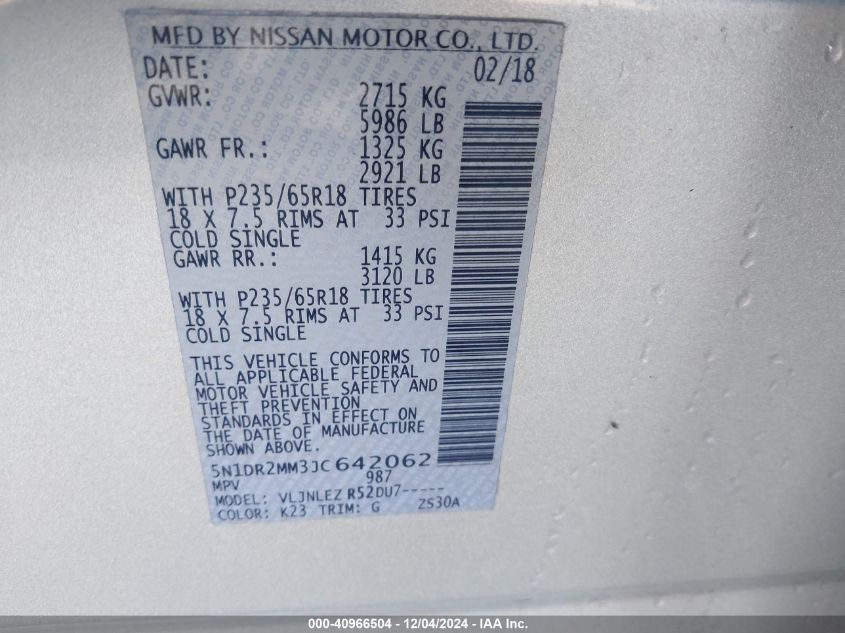 MFD BY NISSAN MOTOR CO., LTD.
DATE: 02/18
GVWR: 2715 KG
5986 LB
GAWR FR.: 1325 KG
2921 LB
WITH P235/65R18 TIRES
18 X 7.5 RIMS AT 33 PSI
COLD SINGLE
GAWR RR.: 1415 KG
3120 LB
WITH P235/65R18 TIRES
18 X 7.5 RIMS AT 33 PSI
COLD SINGLE
THIS VEHICLE CONFORMS TO
ALL APPLICABLE FEDERAL
MOTOR VEHICLE SAFETY AND
THEFT PREVENTION
STANDARDS IN EFFECT ON
THE DATE OF MANUFACTURE
SHOWN ABOVE.
5N1DR2MM3JC642062
MPV 987
MODEL: VLJNLEZ R52DU7-----
COLOR: K23 TRIM: G ZS30A
000-40966504 - 12/04/2024 - IAA Inc.